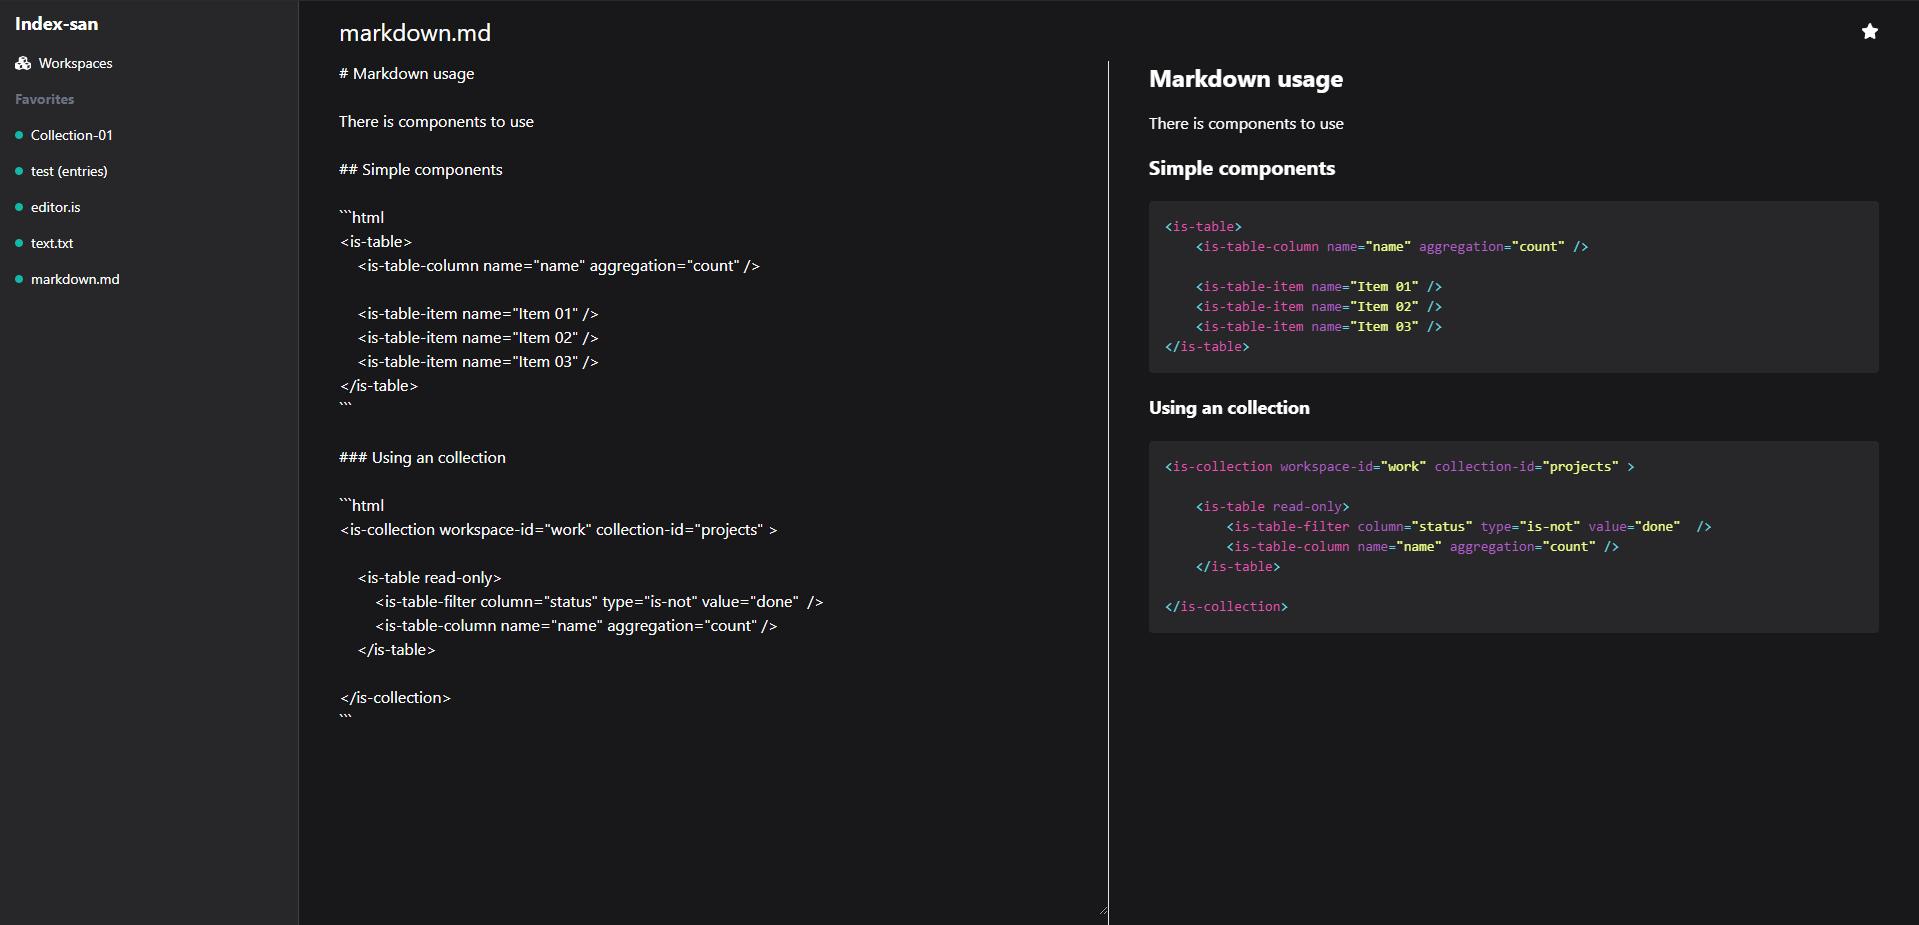 Index-san
Workspaces
Favorites
Collection-01
test (entries)
editor.is
text.txt
markdown.md
markdown.md
# Markdown usage
There is components to use
## Simple components
```html
<is-table>
    <is-table-column name="name" aggregation="count" />
    <is-table-item name="Item 01" />
    <is-table-item name="Item 02" />
    <is-table-item name="Item 03" />
</is-table>
```
### Using an collection
```html
<is-collection workspace-id="work" collection-id="projects" >
    <is-table read-only>
        <is-table-filter column="status" type="is-not" value="done"  />
        <is-table-column name="name" aggregation="count" />
    </is-table>
</is-collection>
```
Markdown usage
There is components to use
Simple components
<is-table>
    <is-table-column name="name" aggregation="count" />
    <is-table-item name="Item 01" />
    <is-table-item name="Item 02" />
    <is-table-item name="Item 03" />
</is-table>
Using an collection
<is-collection workspace-id="work" collection-id="projects" >
    <is-table read-only>
        <is-table-filter column="status" type="is-not" value="done"  />
        <is-table-column name="name" aggregation="count" />
    </is-table>
</is-collection>